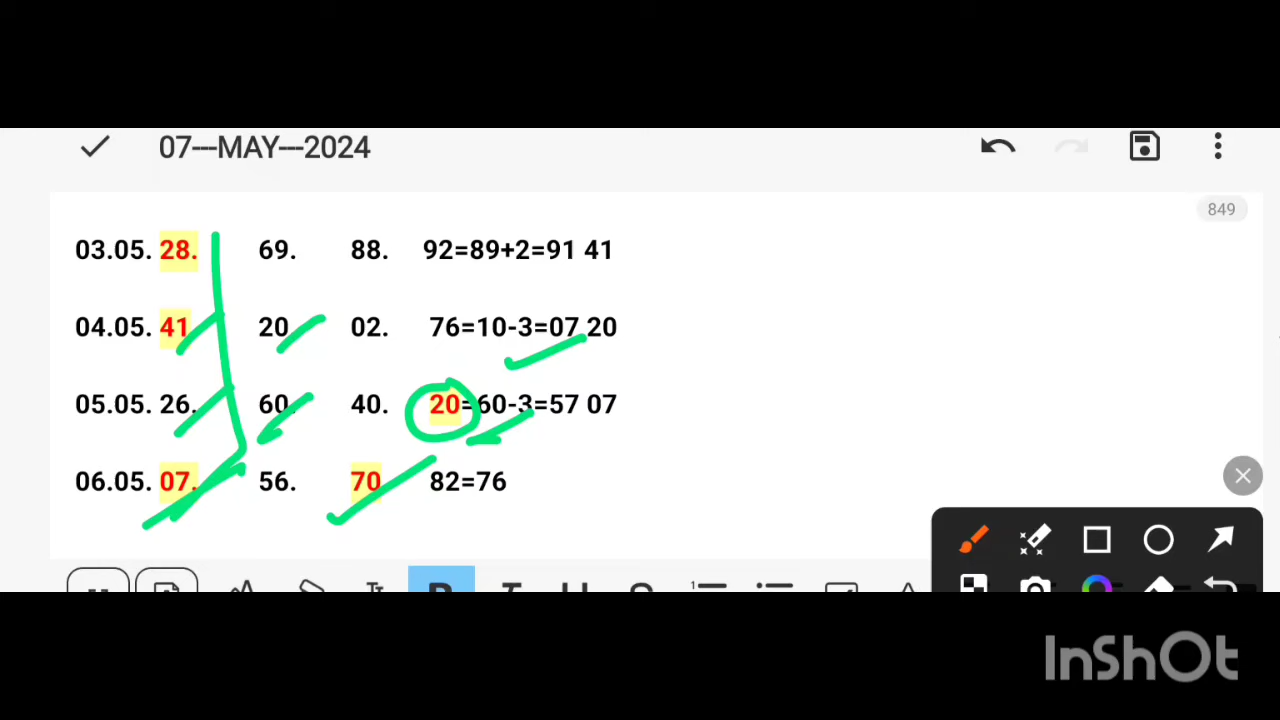 07---MAY---2024
849
03.05. 28. 69. 88. 92=89+2=91 41
04.05. 41 20 02. 76=10-3=07 20
05.05. 26. 60. 40. 20=60-3=57 07
06.05. 07. 56. 70 82=76
InShOt